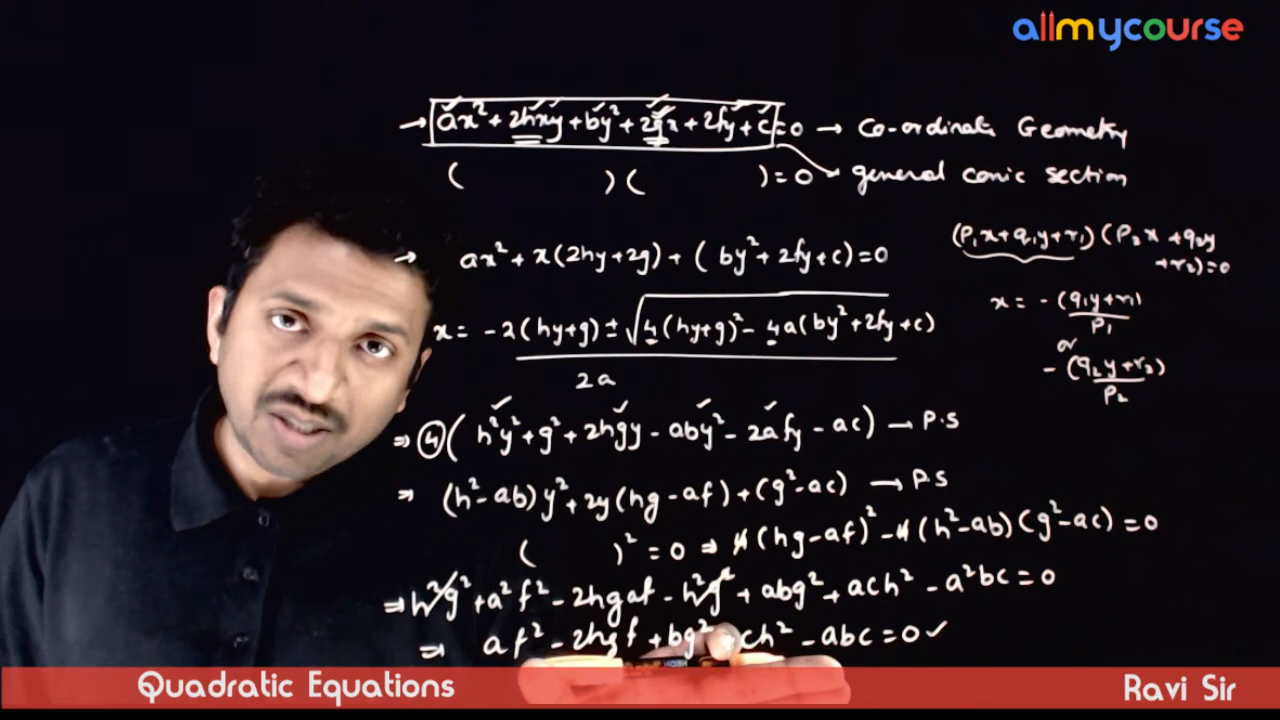 allmycourse
→ ax² + 2hxy + by² + 2gx + 2fy + c = 0 → Co-ordinate Geometry
( ) ( ) = 0 → general conic section
→ ax² + x(2hy+2g) + (by²+2fy+c) = 0
(p₁x+q₁y+r₁)(p₂x+q₂y
+r₂)=0
x = -2(hy+g) ± √4(hy+g)² - 4a(by²+2fy+c)
2a
x = -(q₁y+r₁)
p₁
or
-(q₂y+r₂)
p₂
⇒ ④( h²y²+g²+2hgy - aby² - 2afy - ac) → P.S
⇒ (h²-ab)y²+2y(hg-af)+(g²-ac) → P.S
( )² = 0 ⇒ 4(hg-af)² - 4(h²-ab)(g²-ac) = 0
⇒ h²g² + a²f² - 2hgaf - h²g² + abg² + ach² - a²bc = 0
⇒ af² - 2hgf + bg² + ch² - abc = 0 ✓
Quadratic Equations
Ravi Sir